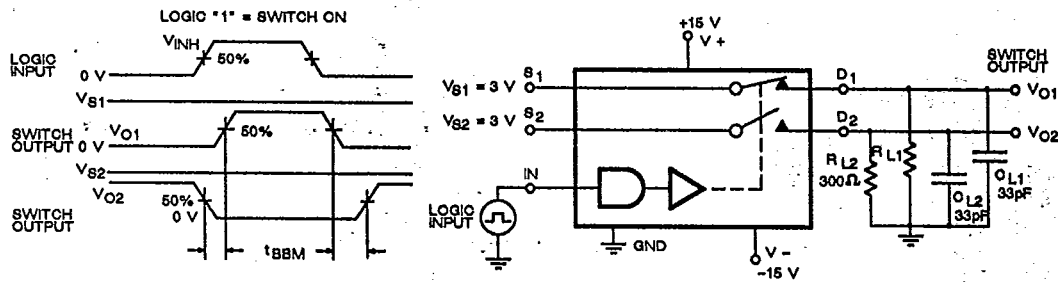 LOGIC "1" = SWITCH ON
LOGIC INPUT
VINH
50%
0 V
VS1
SWITCH OUTPUT
VO1
50%
0 V
VS2
VO2
50%
0 V
SWITCH OUTPUT
tBBM
+15 V
V +
VS1 = 3 V
S1
VS2 = 3 V
S2
IN
LOGIC INPUT
GND
V -
-15 V
D1
D2
SWITCH OUTPUT
VO1
VO2
RL2
300Ω
RL1
CL2
33pF
CL1
33pF